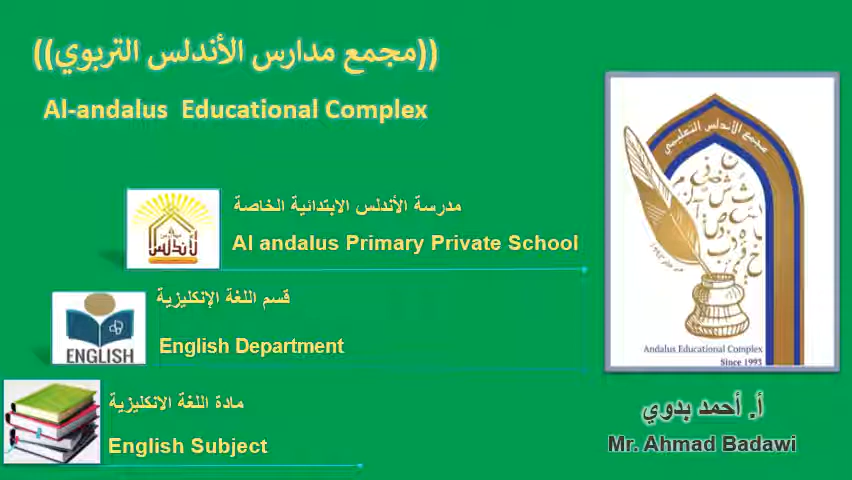 ((مجمع مدارس الأندلس التربوي))
Al-andalus Educational Complex
مدرسة الأندلس الابتدائية الخاصة
Al andalus Primary Private School
قسم اللغة الإنكليزية
English Department
ENGLISH
مادة اللغة الانكليزية
English Subject
مجمع الأندلس التعليمي
Andalus Educational Complex
Since 1993
أ. أحمد بدوي
Mr. Ahmad Badawi